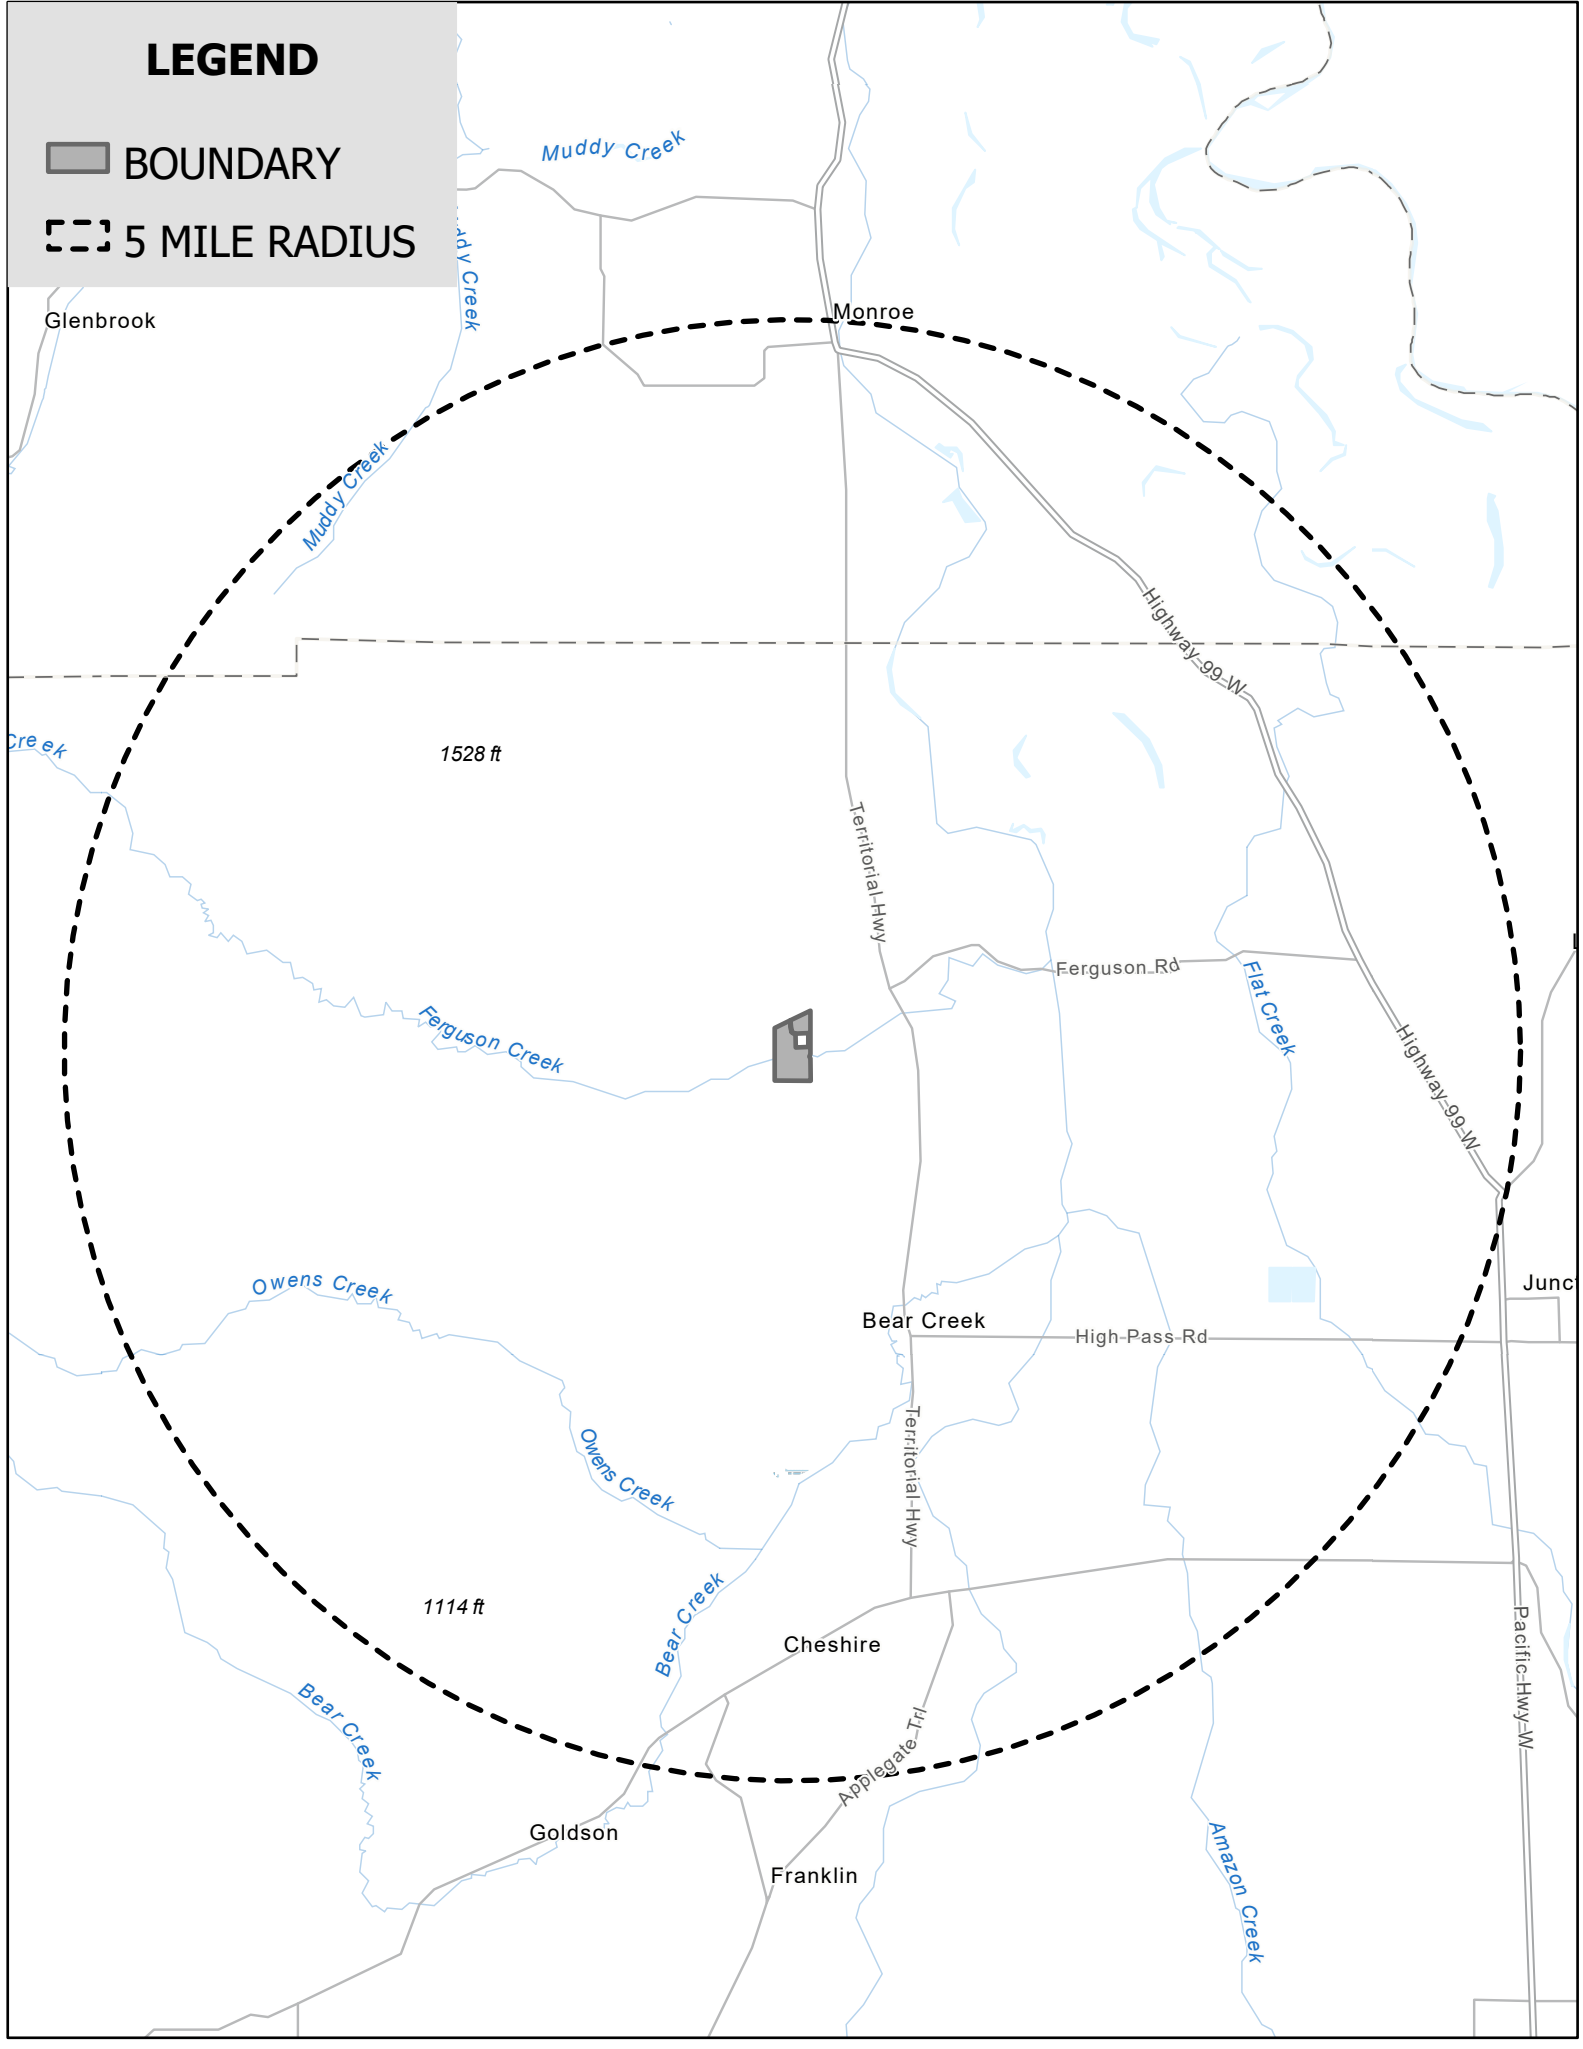 LEGEND
BOUNDARY
5 MILE RADIUS
Muddy Creek
Creek
Glenbrook
Monroe
Muddy Creek
Highway 99 W
Creek
1528 ft
Territorial Hwy
Ferguson Rd
Flat Creek
Ferguson Creek
Highway 99 W
Owens Creek
Bear Creek
High Pass Rd
Owens Creek
Territorial Hwy
1114 ft
Bear Creek
Cheshire
Pacific Hwy W
Bear Creek
Applegate Trl
Goldson
Franklin
Amazon Creek